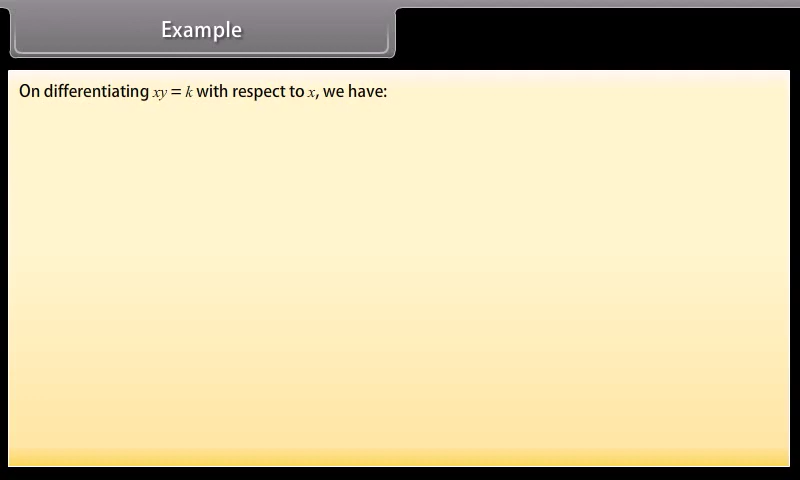 Example
On differentiating xy = k with respect to x, we have: